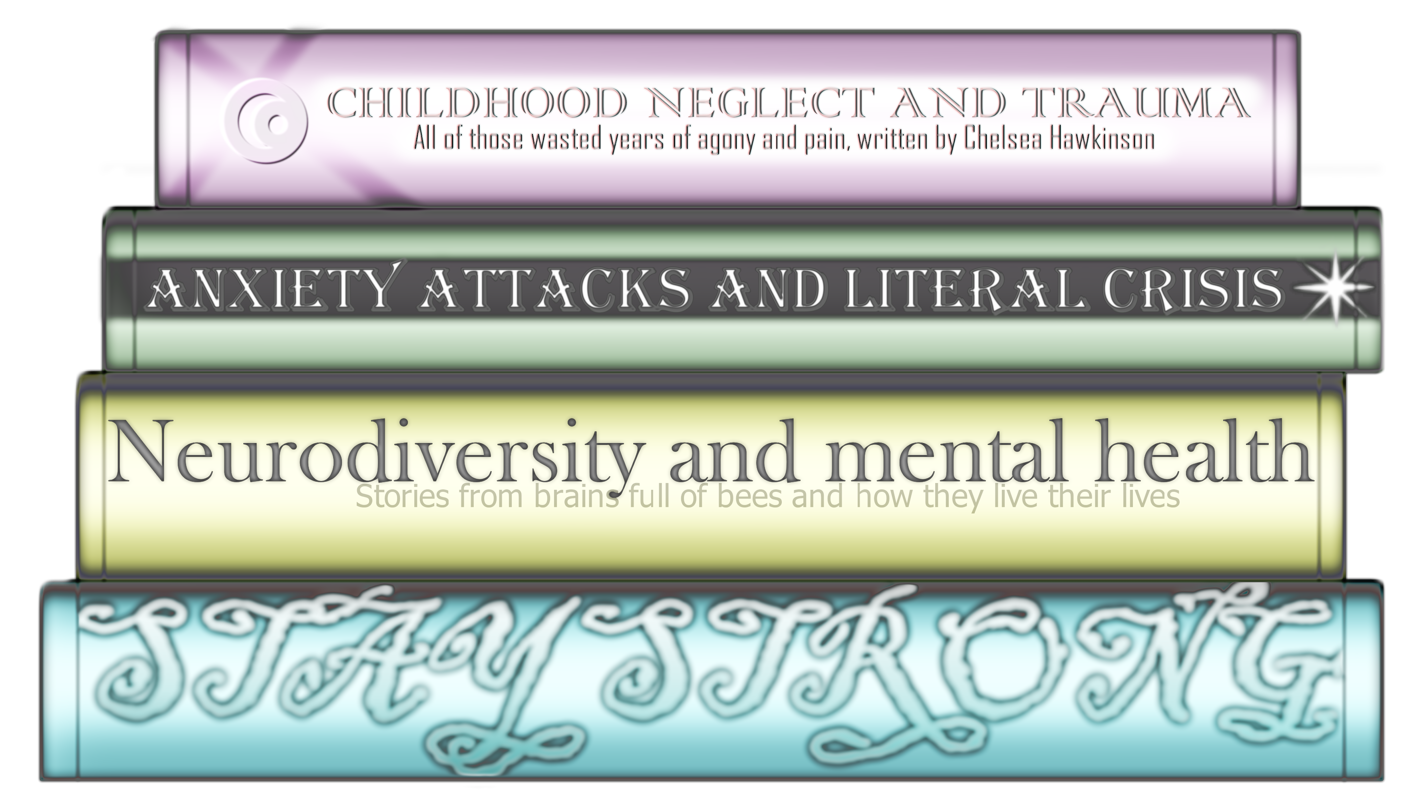 CHILDHOOD NEGLECT AND TRAUMA
All of those wasted years of agony and pain, written by Chelsea Hawkinson
ANXIETY ATTACKS AND LITERAL CRISIS
Neurodiversity and mental health
Stories from brains full of bees and how they live their lives
STAY STRONG